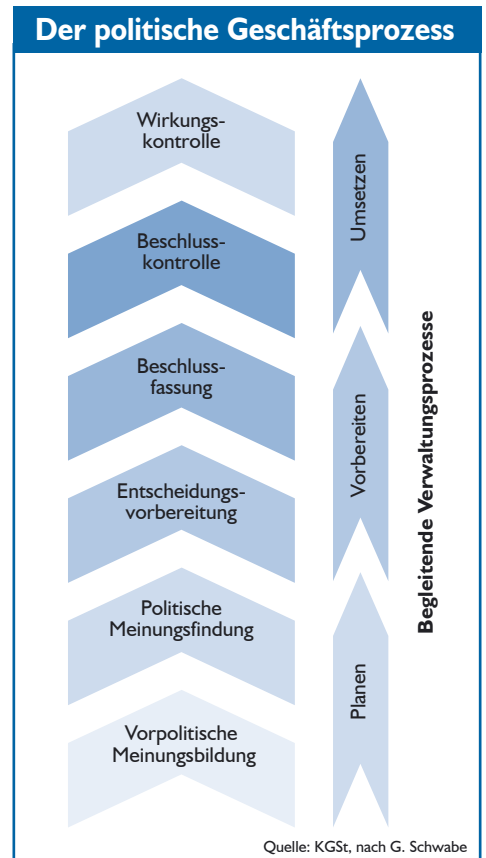 Der politische Geschäftsprozess
Wirkungs-
kontrolle
Beschluss-
kontrolle
Beschluss-
fassung
Entscheidungs-
vorbereitung
Politische
Meinungsfindung
Vorpolitische
Meinungsbildung
Umsetzen
Vorbereiten
Planen
Begleitende Verwaltungsprozesse
Quelle: KGSt, nach G. Schwabe